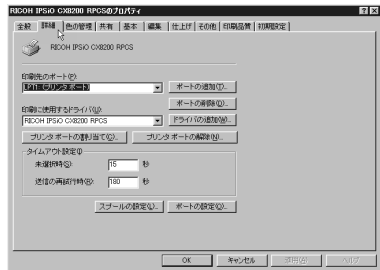 RICOH IPSiO CX8200 RPCSのプロパティ
全般 詳細 色の管理 共有 基本 編集 仕上げ その他 印刷品質 初期設定
RICOH IPSiO CX8200 RPCS
印刷先のポート(P):
LPT1: (プリンタ ポート)
ポートの追加(T)...
ポートの削除(D)...
印刷に使用するドライバ(U):
RICOH IPSiO CX8200 RPCS
ドライバの追加(W)...
プリンタ ポートの割り当て(C)...
プリンタ ポートの解除(N)...
タイムアウト設定
未選択時(S): 15 秒
送信の再試行時(R): 180 秒
スプールの設定(L)...
ポートの設定(O)...
OK
キャンセル
適用(A)
ヘルプ